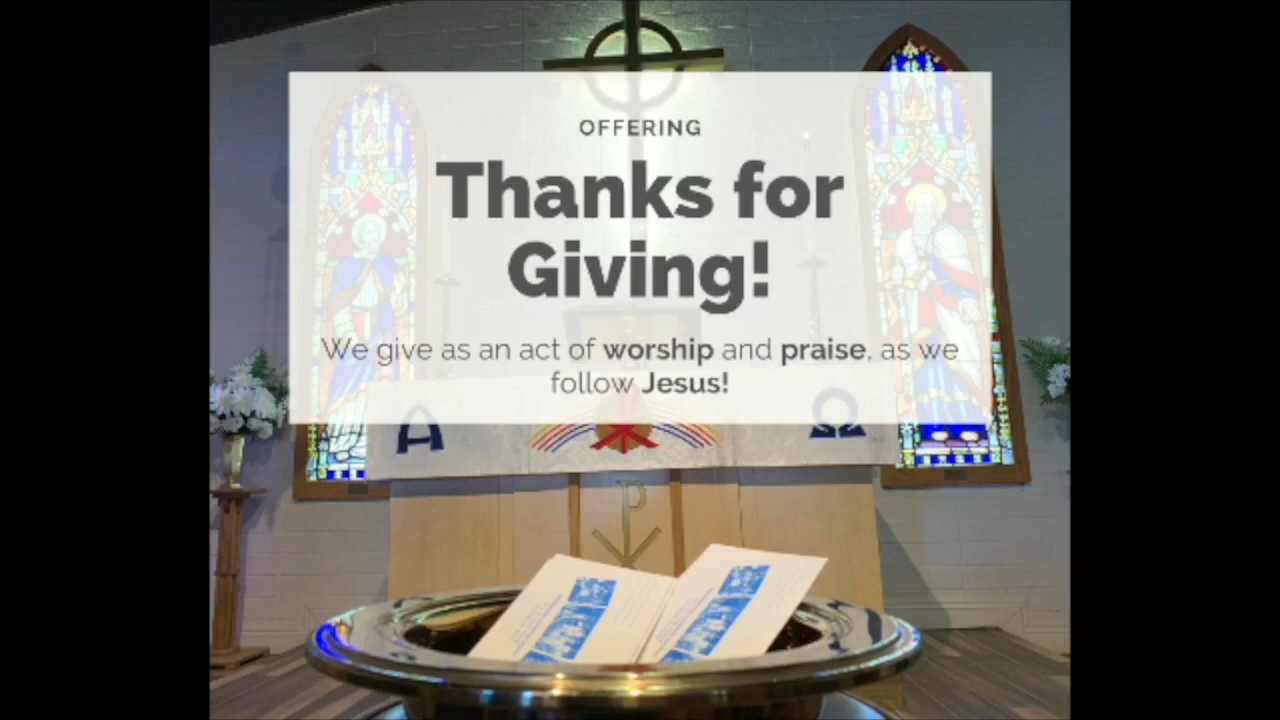 OFFERING
Thanks for
Giving!
We give as an act of worship and praise, as we
follow Jesus!
Α
Ω